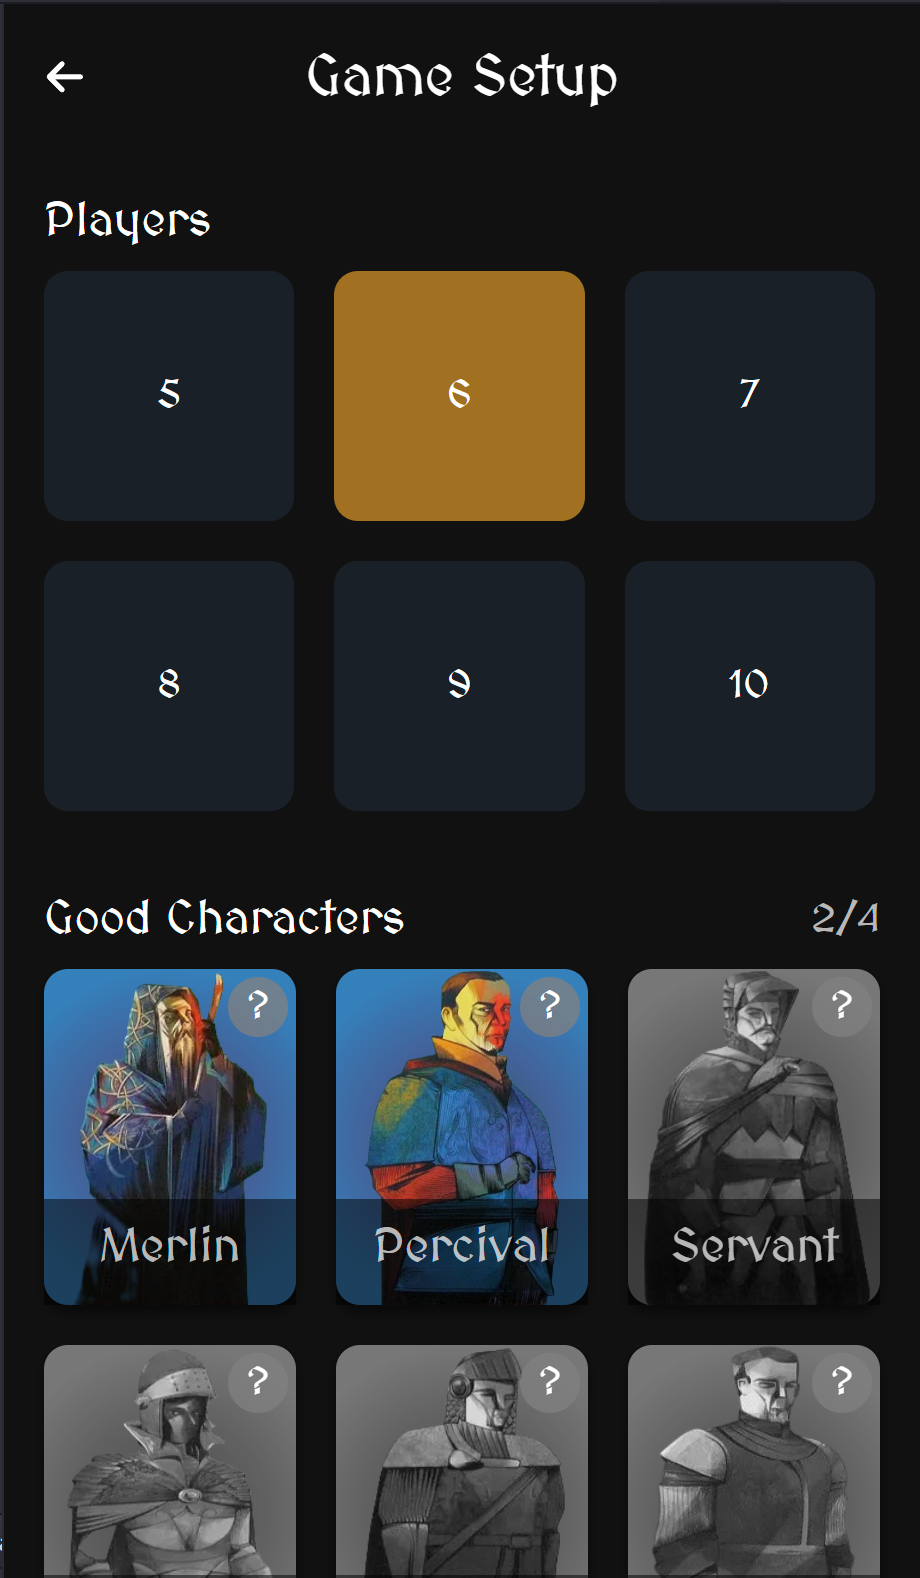 Game Setup
Players
5
6
7
8
9
10
Good Characters
2/4
?
?
?
Merlin
Percival
Servant
?
?
?